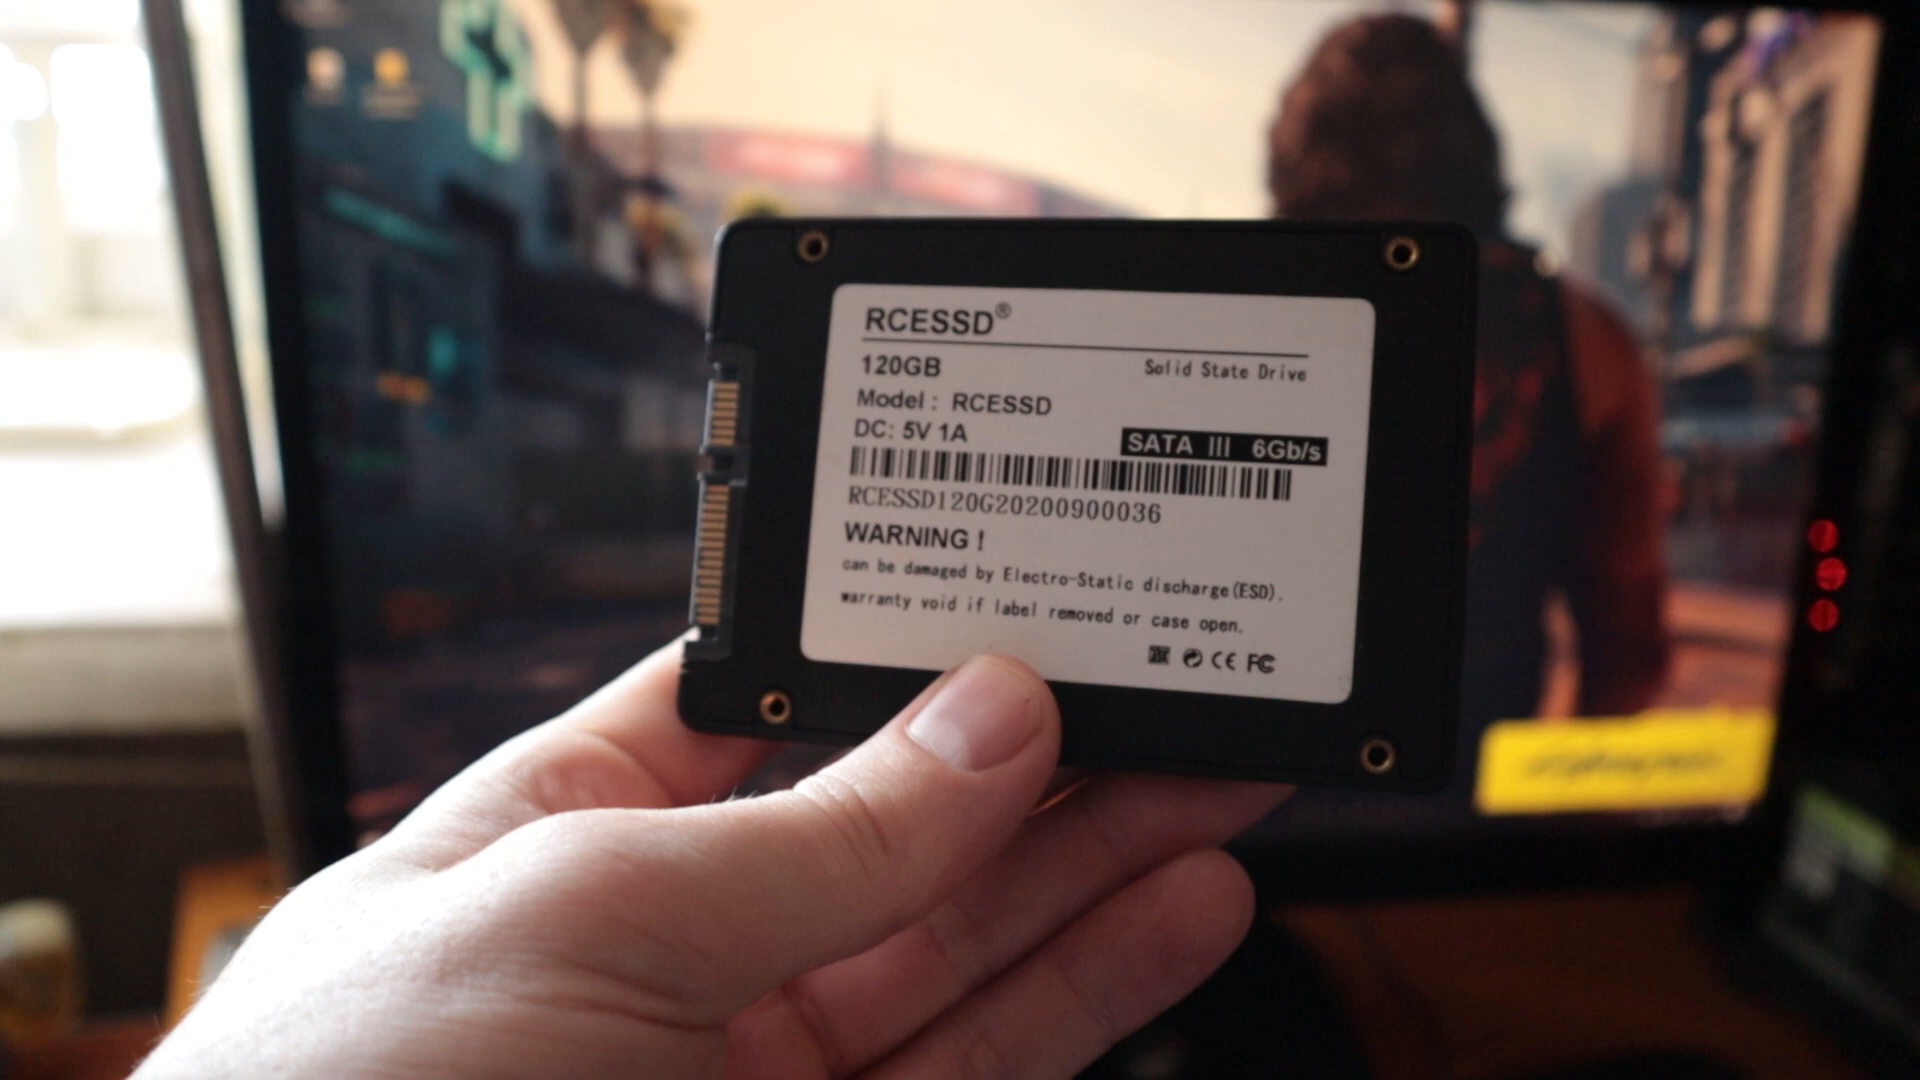 RCESSD®
120GB
Solid State Drive
Model : RCESSD
DC: 5V 1A
SATA III 6Gb/s
RCESSD120G20200900036
WARNING !
can be damaged by Electro-Static discharge(ESD).
warranty void if label removed or case open.
CE FC